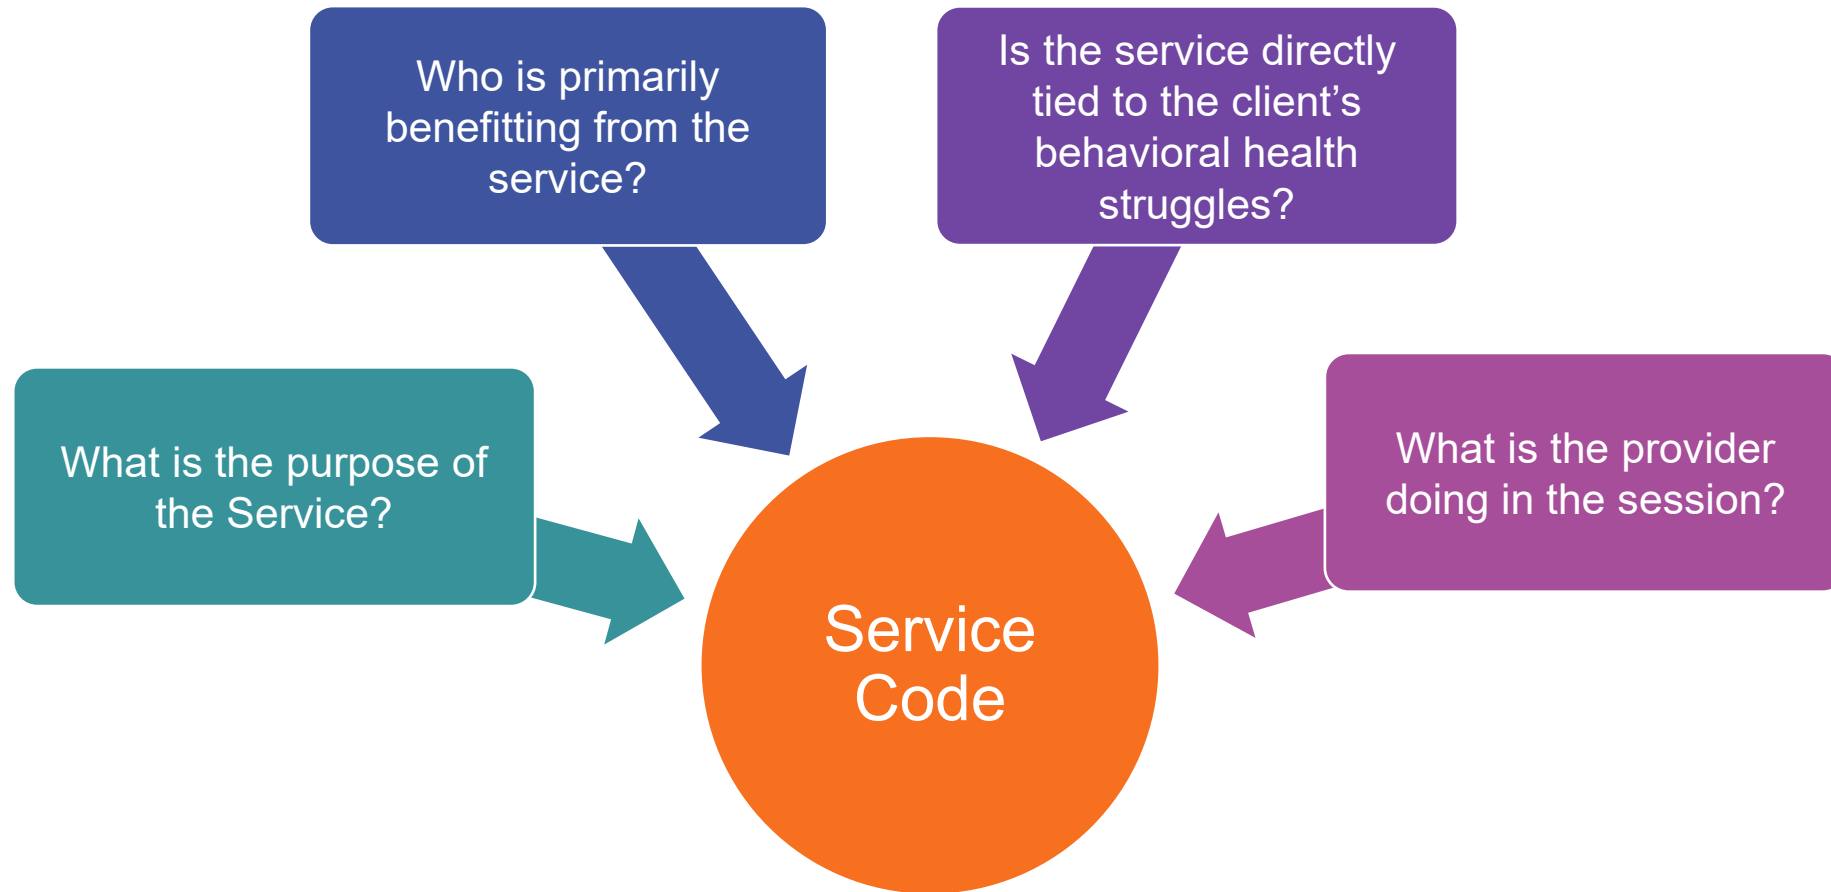 Who is primarily
benefitting from the
service?
Is the service directly
tied to the client’s
behavioral health
struggles?
What is the purpose of
the Service?
What is the provider
doing in the session?
Service
Code